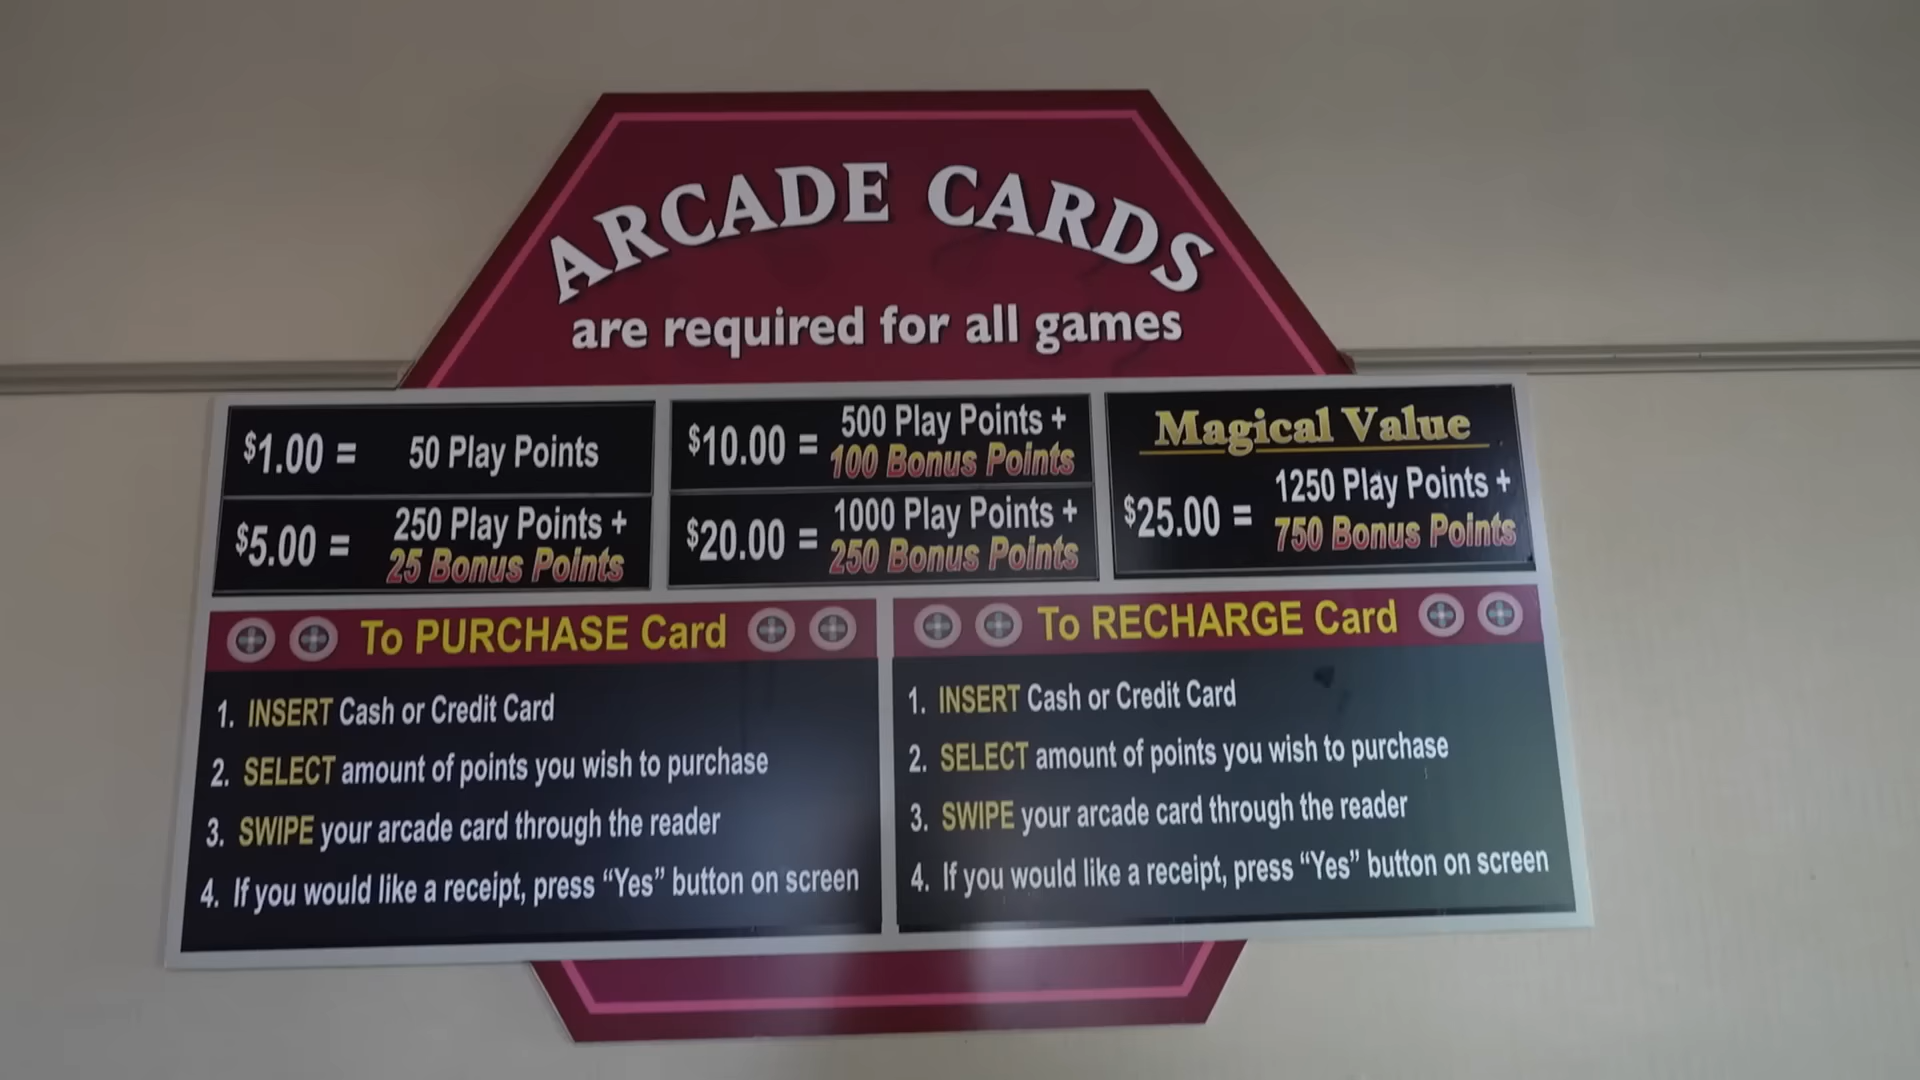 ARCADE CARDS
are required for all games
$1.00 = 50 Play Points
$5.00 = 250 Play Points +
25 Bonus Points
$10.00 = 500 Play Points +
100 Bonus Points
$20.00 = 1000 Play Points +
250 Bonus Points
Magical Value
$25.00 = 1250 Play Points +
750 Bonus Points
To PURCHASE Card
1. INSERT Cash or Credit Card
2. SELECT amount of points you wish to purchase
3. SWIPE your arcade card through the reader
4. If you would like a receipt, press “Yes” button on screen
To RECHARGE Card
1. INSERT Cash or Credit Card
2. SELECT amount of points you wish to purchase
3. SWIPE your arcade card through the reader
4. If you would like a receipt, press “Yes” button on screen